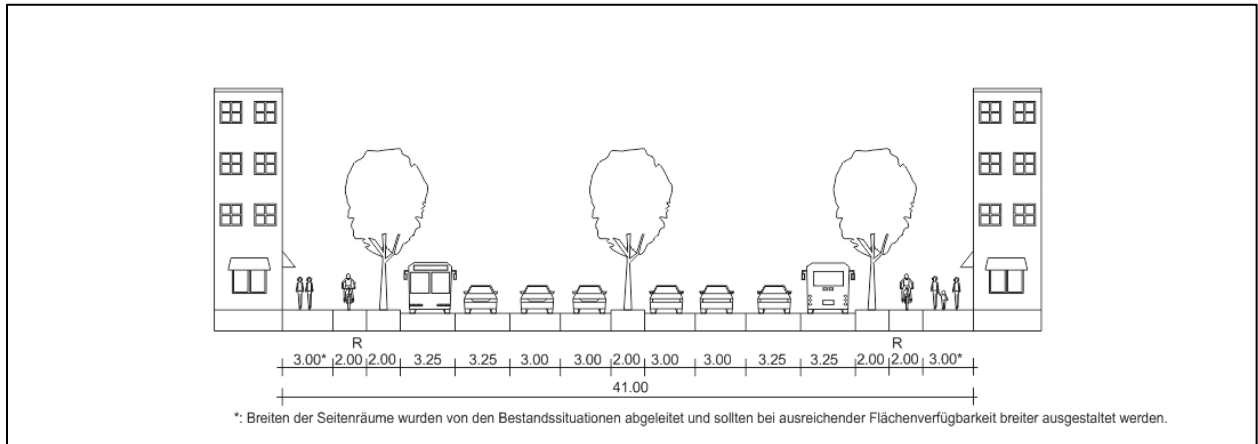 R R
3.00* 2.00 2.00 3.25 3.25 3.00 3.00 2.00 3.00 3.00 3.25 3.25 2.00 2.00 3.00*
41.00
*: Breiten der Seitenräume wurden von den Bestandssituationen abgeleitet und sollten bei ausreichender Flächenverfügbarkeit breiter ausgestaltet werden.